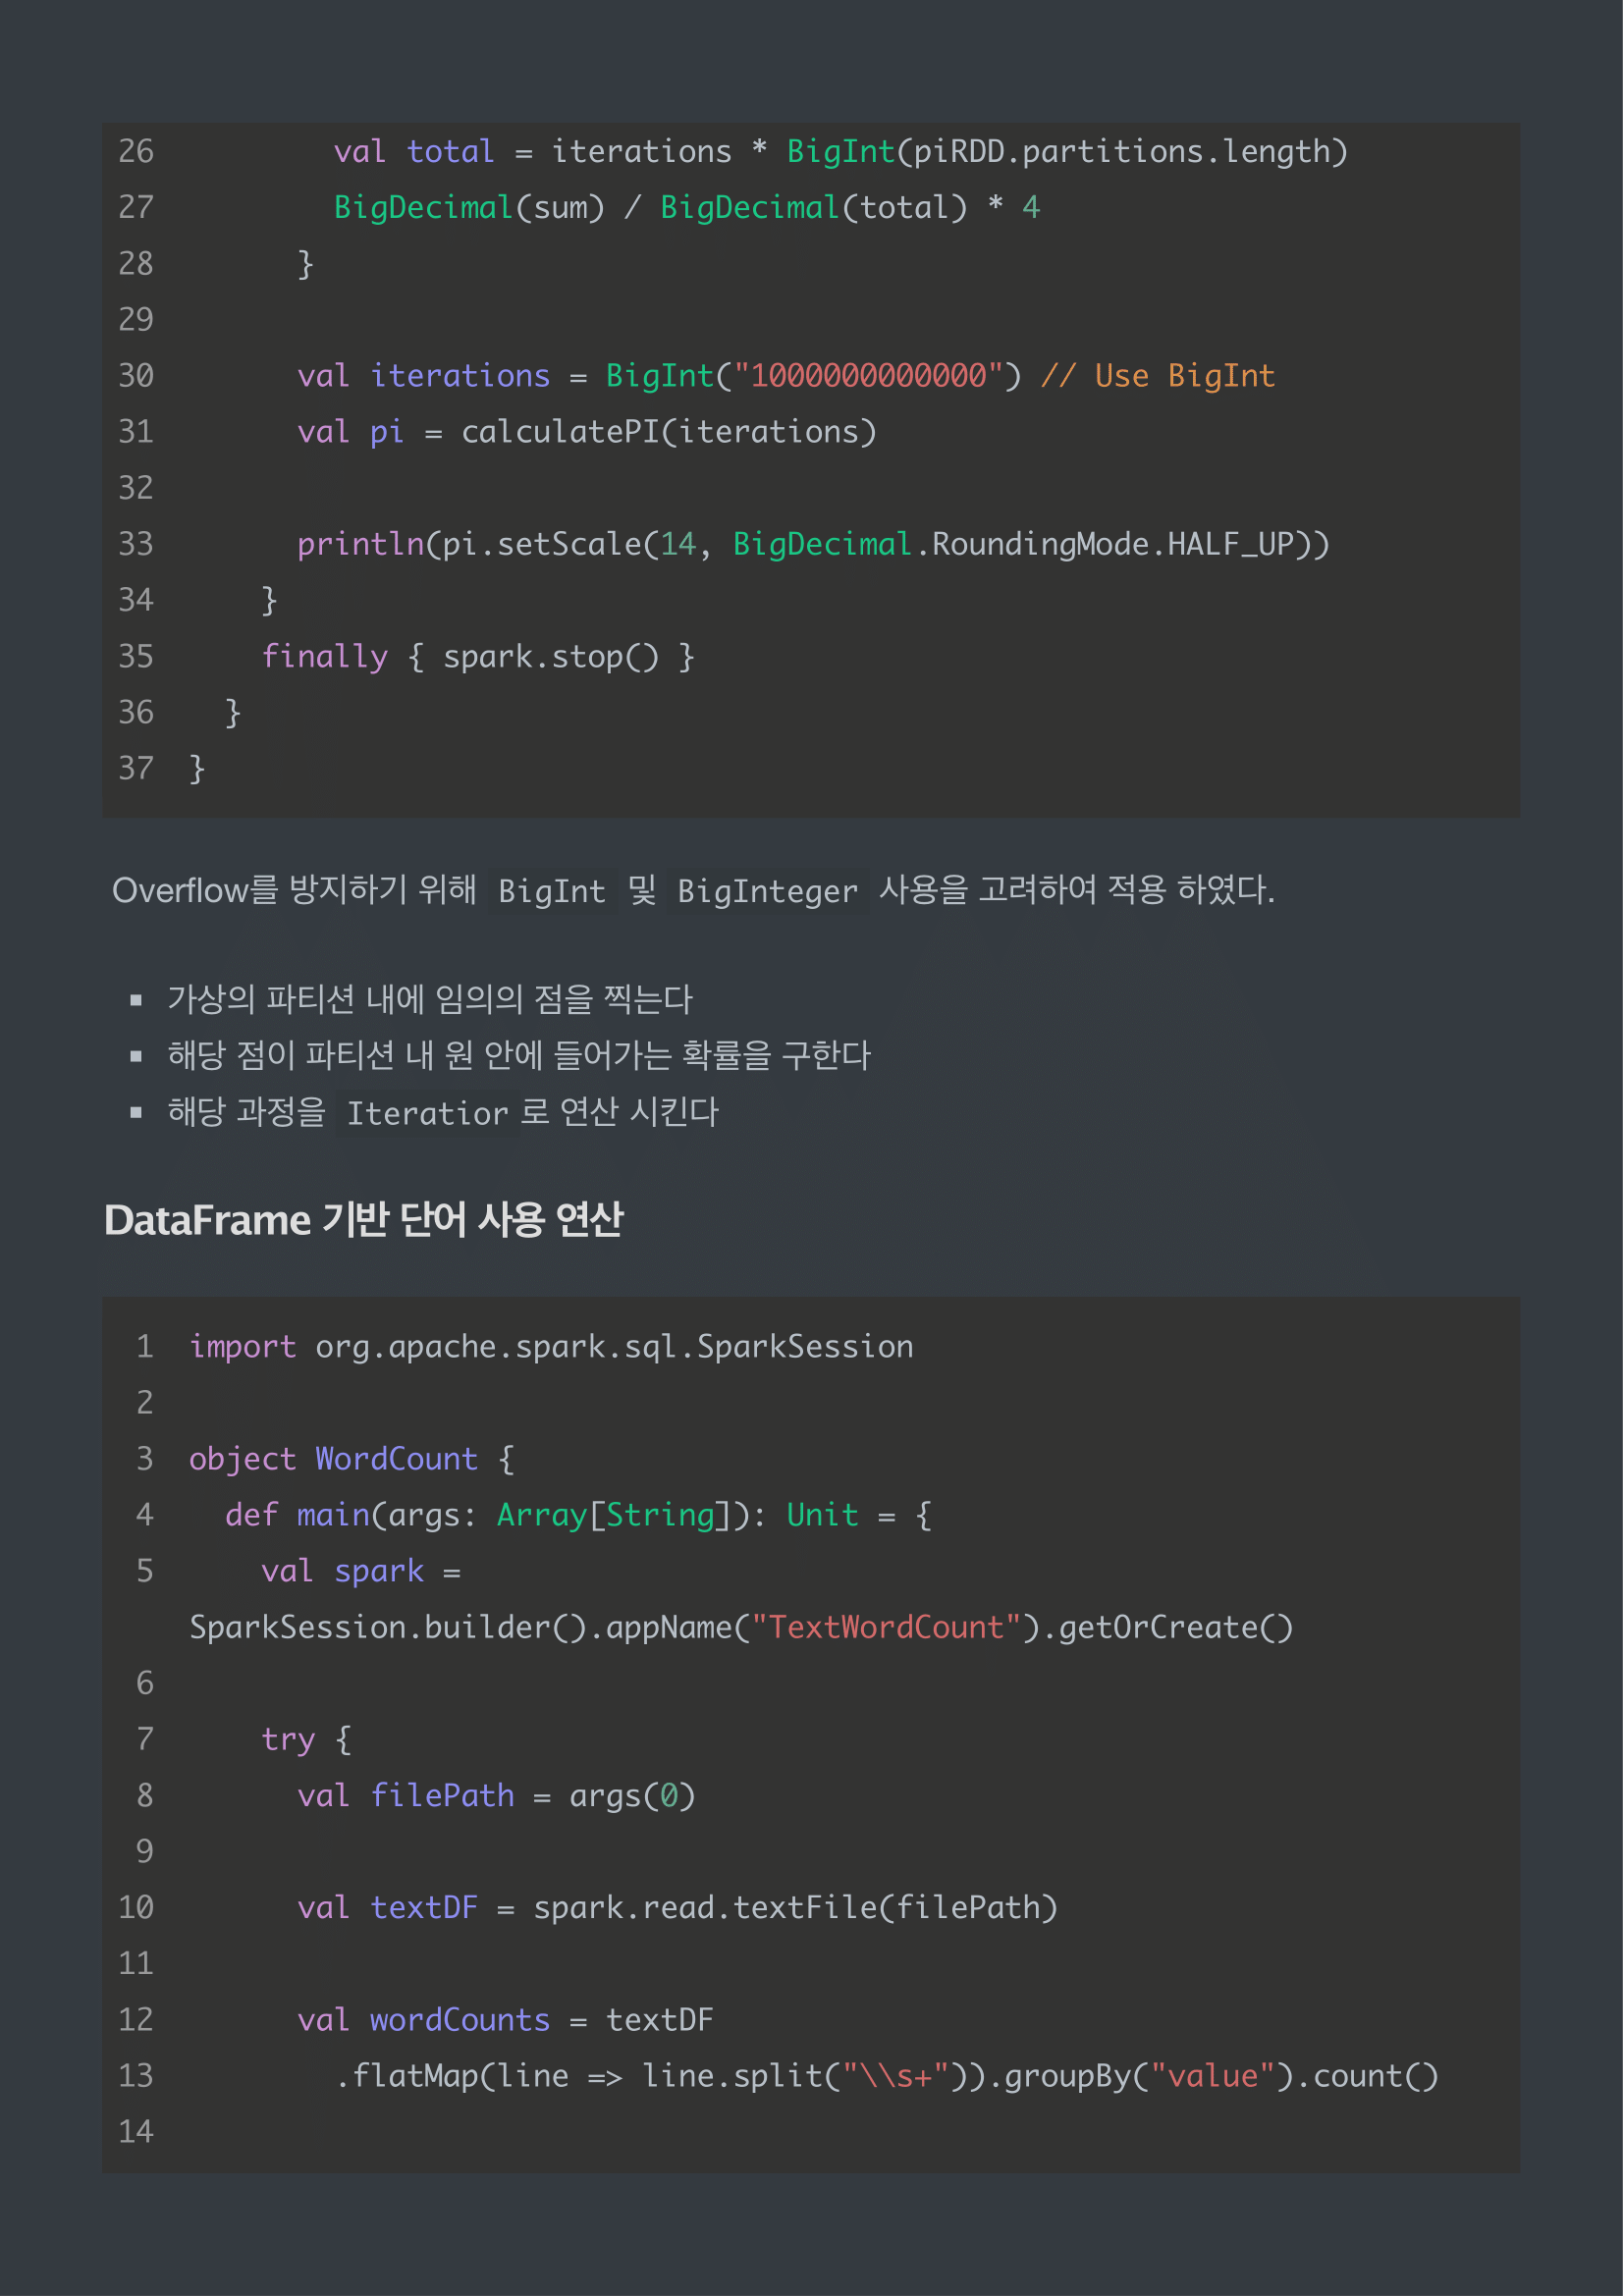 26          val total = iterations * BigInt(piRDD.partitions.length)
27          BigDecimal(sum) / BigDecimal(total) * 4
28        }
29
30        val iterations = BigInt("1000000000000") // Use BigInt
31        val pi = calculatePI(iterations)
32
33        println(pi.setScale(14, BigDecimal.RoundingMode.HALF_UP))
34      }
35      finally { spark.stop() }
36    }
37  }
Overflow를 방지하기 위해 BigInt 및 BigInteger 사용을 고려하여 적용 하였다.
▪ 가상의 파티션 내에 임의의 점을 찍는다
▪ 해당 점이 파티션 내 원 안에 들어가는 확률을 구한다
▪ 해당 과정을 Iteratior 로 연산 시킨다
DataFrame 기반 단어 사용 연산
1  import org.apache.spark.sql.SparkSession
2
3  object WordCount {
4    def main(args: Array[String]): Unit = {
5      val spark =
SparkSession.builder().appName("TextWordCount").getOrCreate()
6
7      try {
8        val filePath = args(0)
9
10       val textDF = spark.read.textFile(filePath)
11
12       val wordCounts = textDF
13         .flatMap(line => line.split("\\s+")).groupBy("value").count()
14